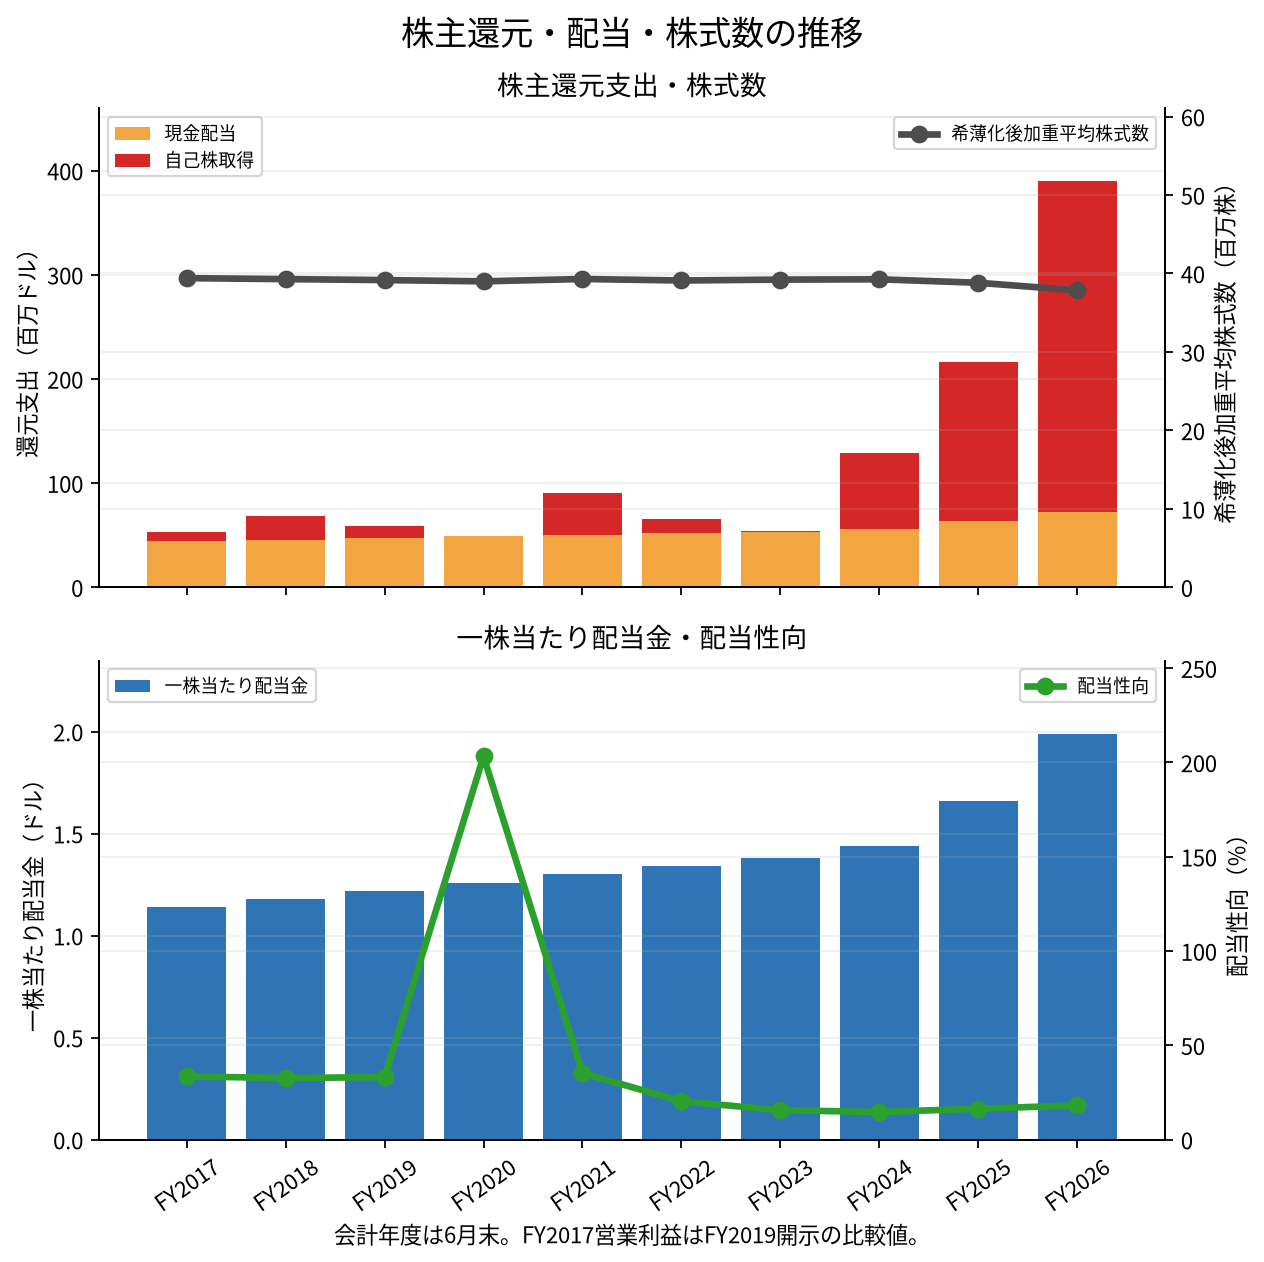 株主還元・配当・株式数の推移
株主還元支出・株式数
現金配当
自己株取得
希薄化後加重平均株式数
還元支出（百万ドル）
400
300
200
100
0
60
50
40
30
20
10
0
希薄化後加重平均株式数（百万株）
一株当たり配当金・配当性向
一株当たり配当金
配当性向
一株当たり配当金（ドル）
2.0
1.5
1.0
0.5
0.0
250
200
150
100
50
0
配当性向（%）
FY2017
FY2018
FY2019
FY2020
FY2021
FY2022
FY2023
FY2024
FY2025
FY2026
会計年度は6月末。FY2017営業利益はFY2019開示の比較値。